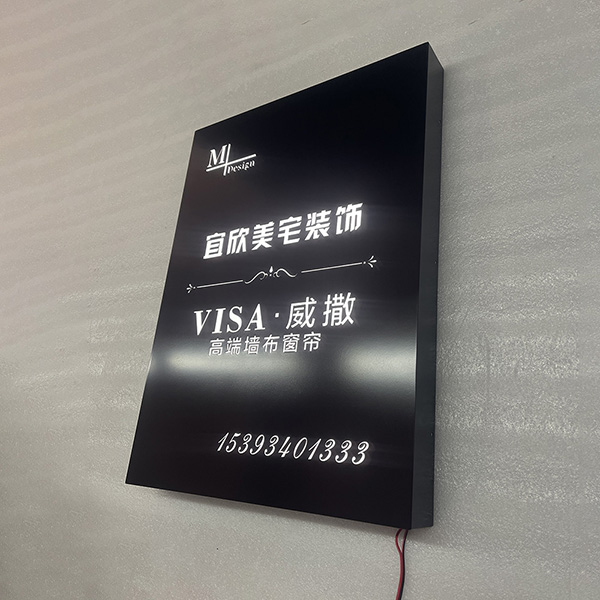 M
Design
宜欣美宅装饰
VISA·威撒
高端墙布窗帘
15393401333